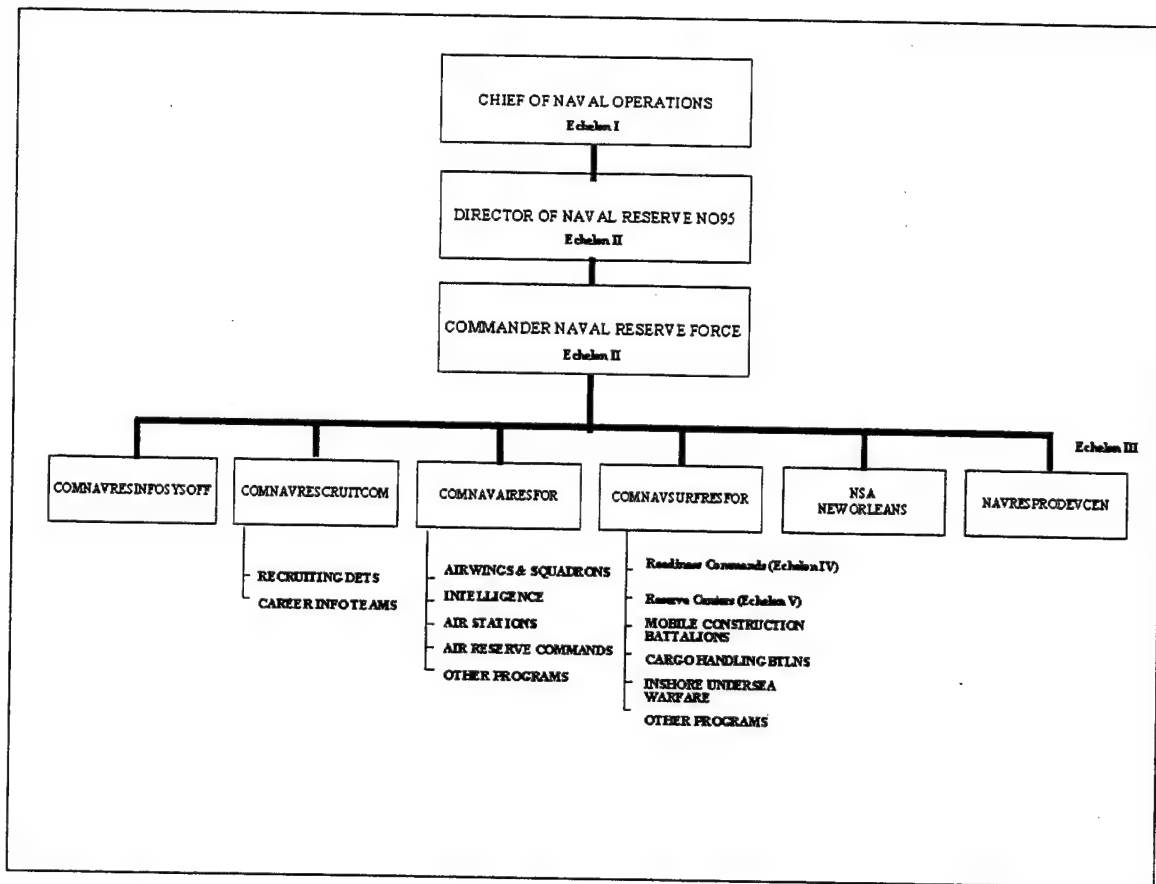 CHIEF OF NAVAL OPERATIONS
Echelon I
DIRECTOR OF NAVAL RESERVE NO95
Echelon II
COMMANDER NAVAL RESERVE FORCE
Echelon II
Echelon III
COMNAVRESINFOSYSOFF
COMNAVRESCRUITCOM
COMNAVAIRESFOR
COMNAVSURFRESFOR
NSA
NEW ORLEANS
NAVRESPRODEVCEN
RECRUITING DETS
CAREER INFO TEAMS
AIRWINGS & SQUADRONS
INTELLIGENCE
AIR STATIONS
AIR RESERVE COMMANDS
OTHER PROGRAMS
Readiness Commands (Echelon IV)
Reserve Centers (Echelon V)
MOBILE CONSTRUCTION
BATTALIONS
CARGO HANDLING BTLNS
INSHORE UNDERSEA
WARFARE
OTHER PROGRAMS